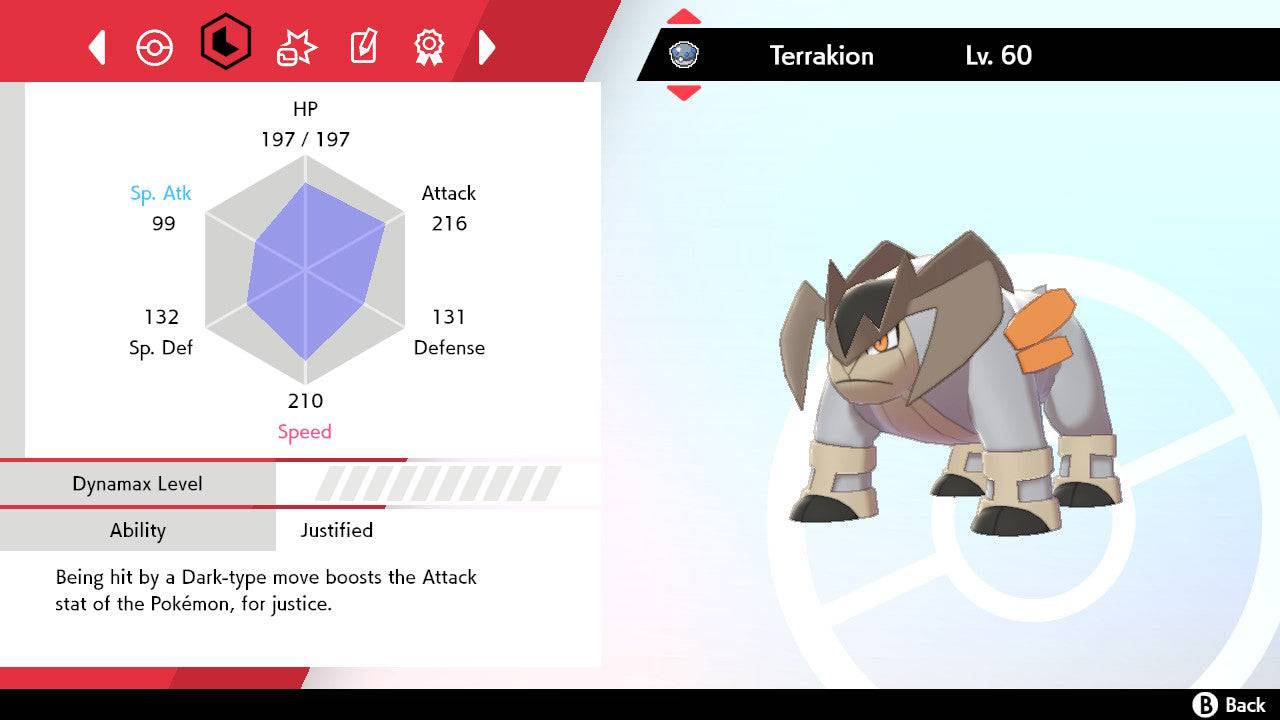 Terrakion Lv. 60
HP
197 / 197
Sp. Atk
99
Attack
216
132
Sp. Def
131
Defense
210
Speed
Dynamax Level
Ability Justified
Being hit by a Dark-type move boosts the Attack
stat of the Pokémon, for justice.
B Back